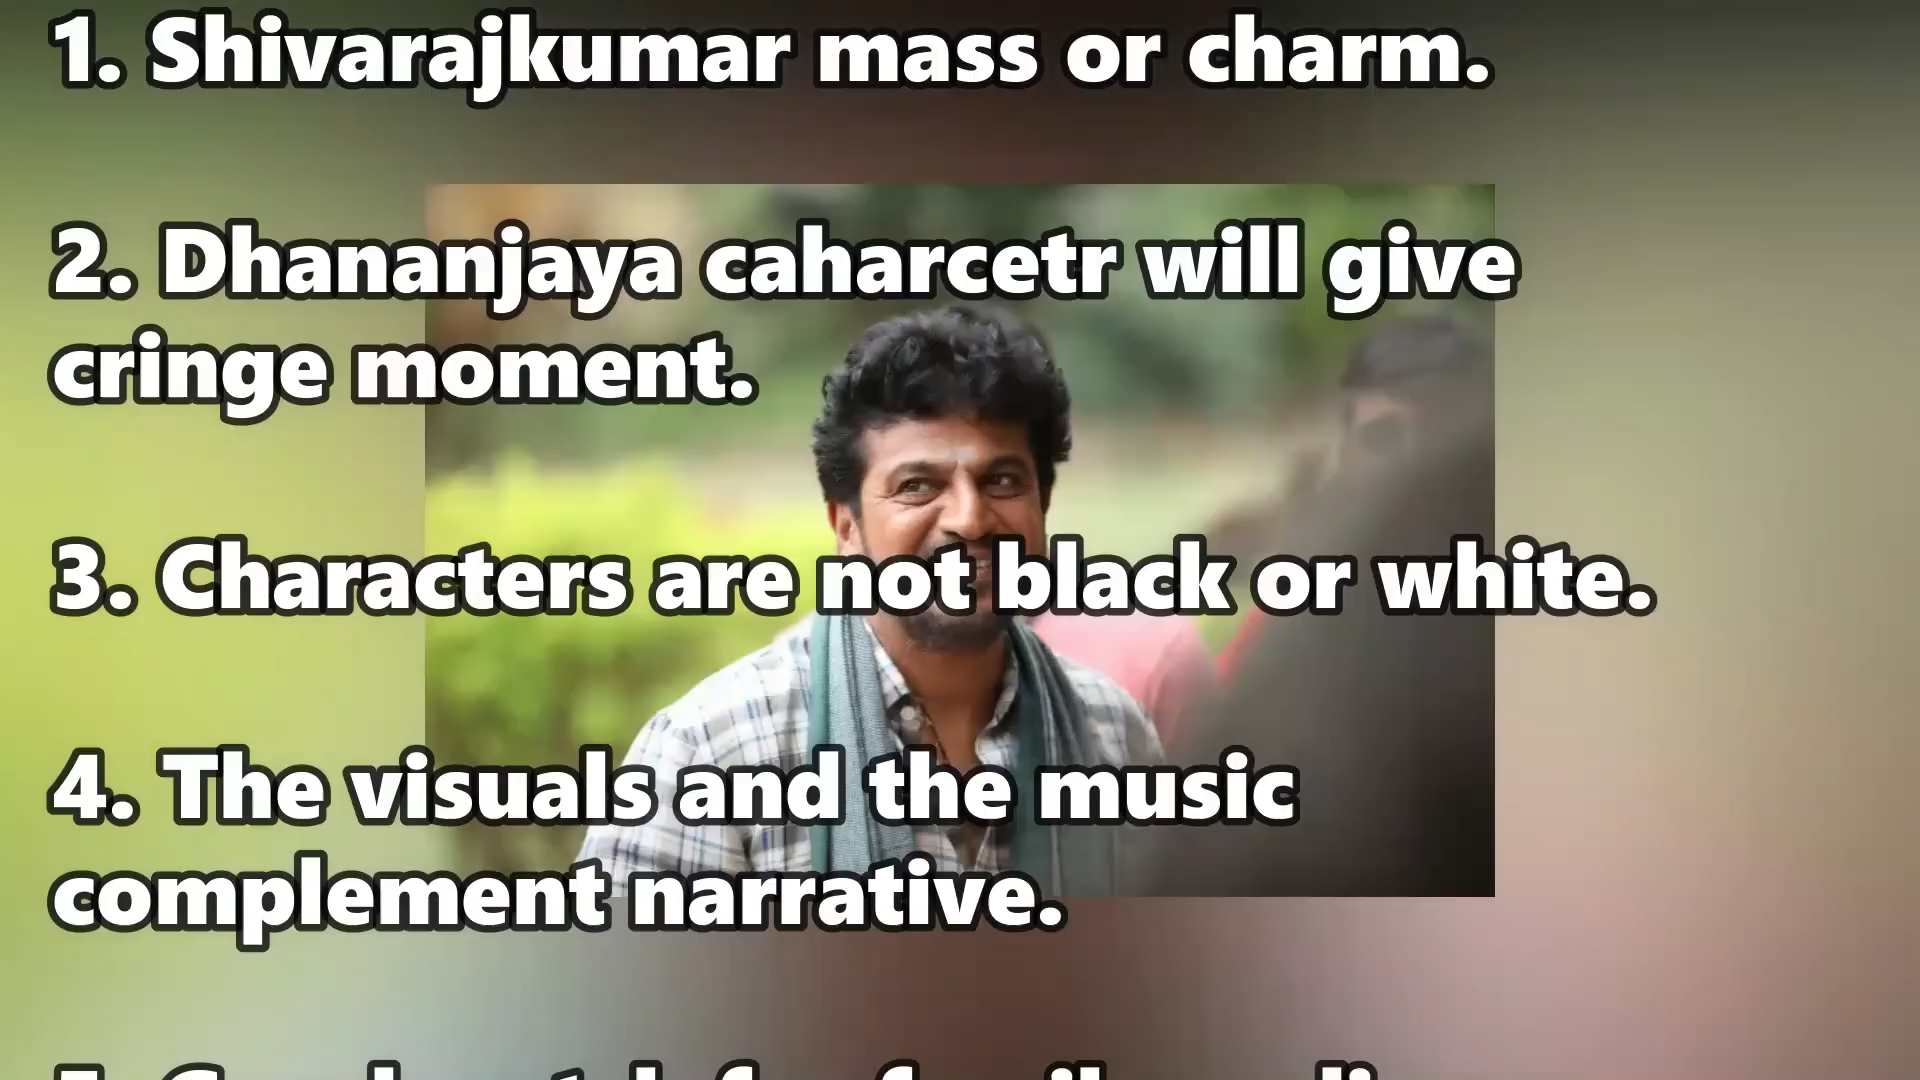 1. Shivarajkumar mass or charm.
2. Dhananjaya caharcetr will give
cringe moment.
3. Characters are not black or white.
4. The visuals and the music
complement narrative.